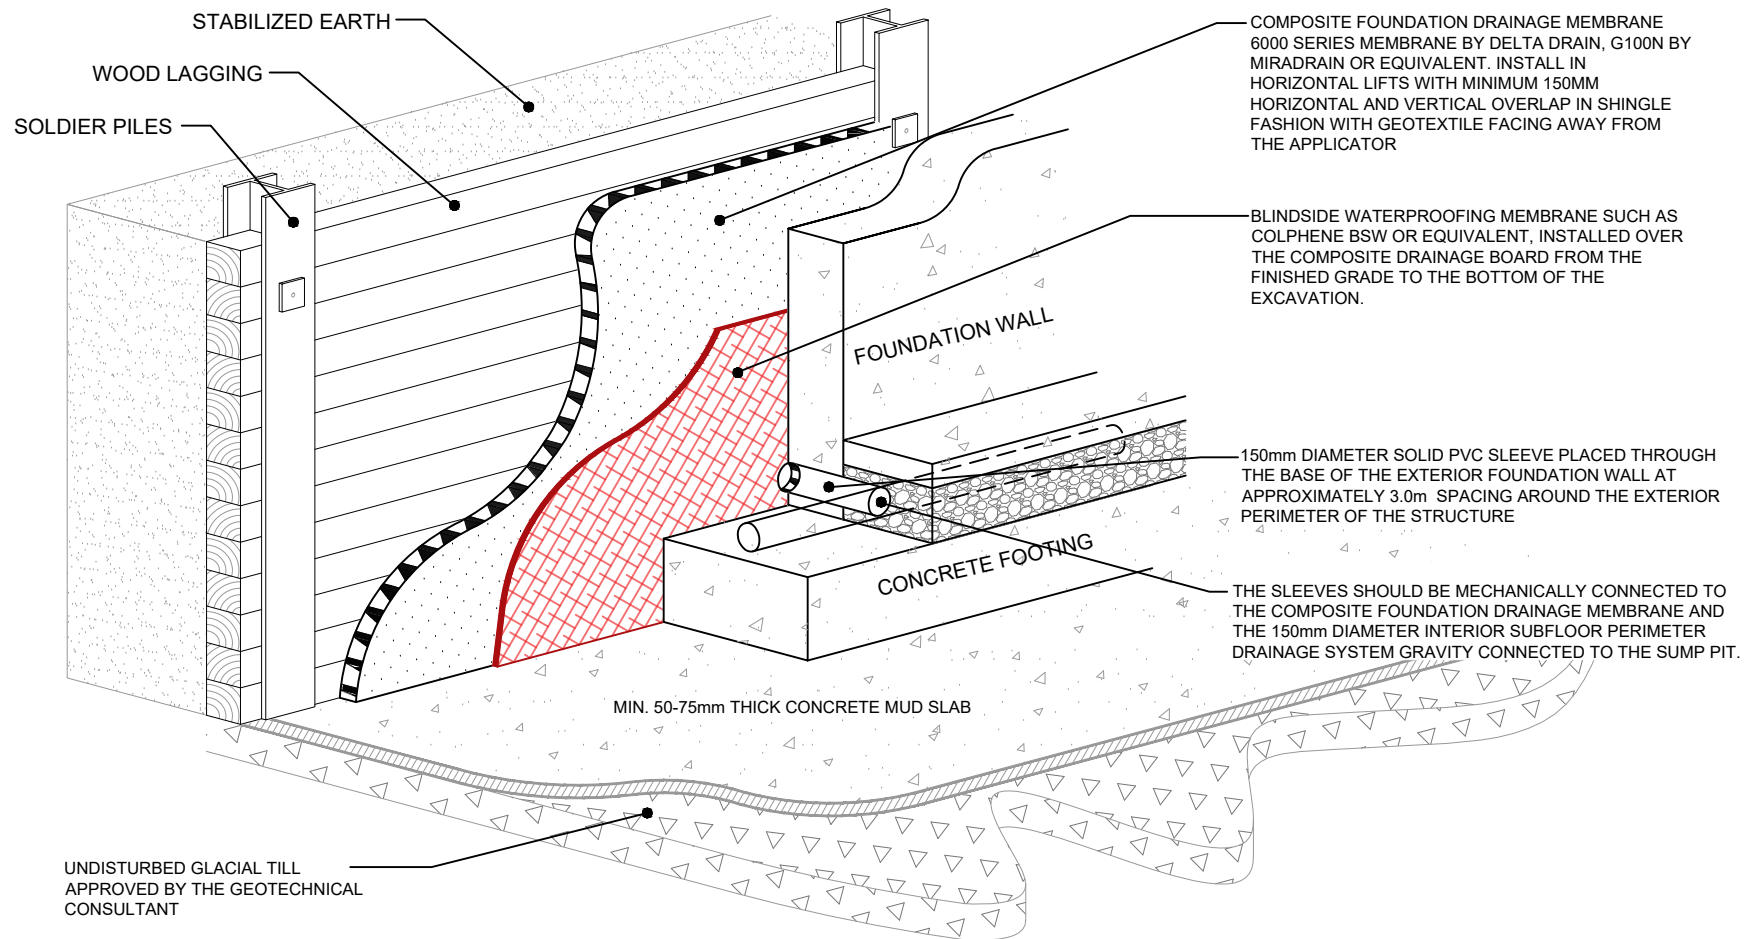 STABILIZED EARTH
WOOD LAGGING
SOLDIER PILES
COMPOSITE FOUNDATION DRAINAGE MEMBRANE
6000 SERIES MEMBRANE BY DELTA DRAIN, G100N BY
MIRADRAIN OR EQUIVALENT. INSTALL IN
HORIZONTAL LIFTS WITH MINIMUM 150MM
HORIZONTAL AND VERTICAL OVERLAP IN SHINGLE
FASHION WITH GEOTEXTILE FACING AWAY FROM
THE APPLICATOR
BLINDSIDE WATERPROOFING MEMBRANE SUCH AS
COLPHENE BSW OR EQUIVALENT, INSTALLED OVER
THE COMPOSITE DRAINAGE BOARD FROM THE
FINISHED GRADE TO THE BOTTOM OF THE
EXCAVATION.
FOUNDATION WALL
150mm DIAMETER SOLID PVC SLEEVE PLACED THROUGH
THE BASE OF THE EXTERIOR FOUNDATION WALL AT
APPROXIMATELY 3.0m SPACING AROUND THE EXTERIOR
PERIMETER OF THE STRUCTURE
CONCRETE FOOTING
THE SLEEVES SHOULD BE MECHANICALLY CONNECTED TO
THE COMPOSITE FOUNDATION DRAINAGE MEMBRANE AND
THE 150mm DIAMETER INTERIOR SUBFLOOR PERIMETER
DRAINAGE SYSTEM GRAVITY CONNECTED TO THE SUMP PIT.
MIN. 50-75mm THICK CONCRETE MUD SLAB
UNDISTURBED GLACIAL TILL
APPROVED BY THE GEOTECHNICAL
CONSULTANT